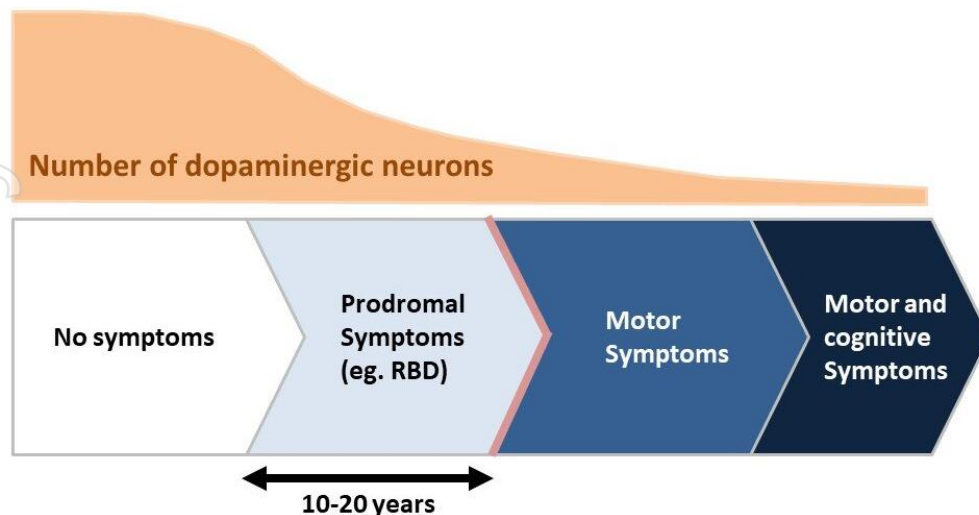 Number of dopaminergic neurons
No symptoms
Prodromal
Symptoms
(eg. RBD)
Motor
Symptoms
Motor and
cognitive
Symptoms
10-20 years